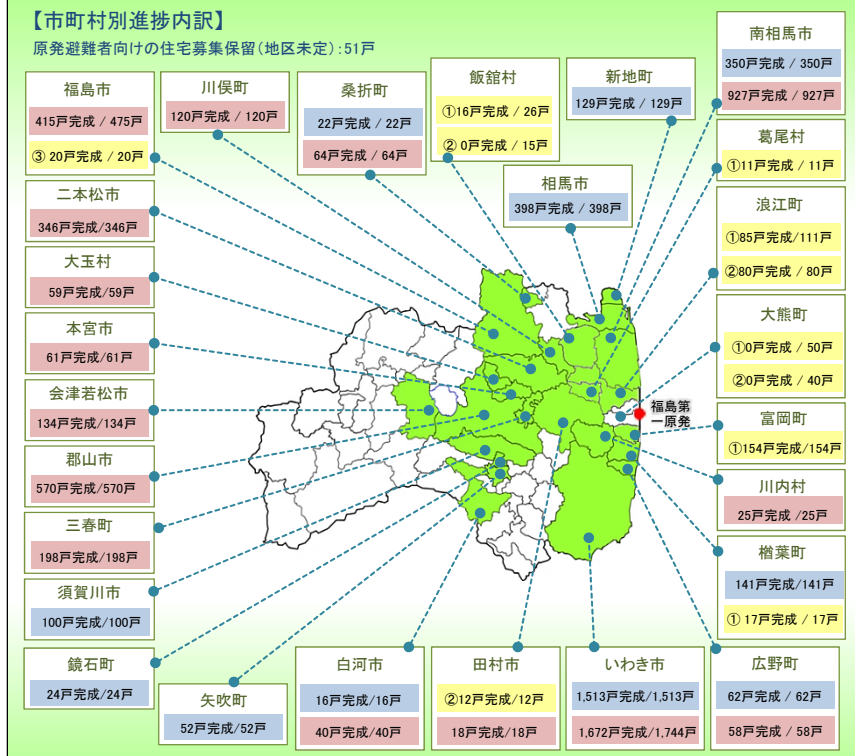 【市町村別進捗内訳】
原発避難者向けの住宅募集保留(地区未定):51戸
福島市
415戸完成 / 475戸
③ 20戸完成 / 20戸
川俣町
120戸完成 / 120戸
桑折町
22戸完成 / 22戸
64戸完成 / 64戸
飯舘村
①16戸完成 / 26戸
② 0戸完成 / 15戸
新地町
129戸完成 / 129戸
南相馬市
350戸完成 / 350戸
927戸完成 / 927戸
相馬市
398戸完成 / 398戸
葛尾村
①11戸完成 / 11戸
浪江町
①85戸完成/111戸
②80戸完成 / 80戸
大熊町
①0戸完成 / 50戸
②0戸完成 / 40戸
福島第
一原発
富岡町
①154戸完成/154戸
川内村
25戸完成 /25戸
楢葉町
141戸完成/141戸
① 17戸完成 / 17戸
二本松市
346戸完成/346戸
大玉村
59戸完成/59戸
本宮市
61戸完成/61戸
会津若松市
134戸完成/134戸
郡山市
570戸完成/570戸
三春町
198戸完成/198戸
須賀川市
100戸完成/100戸
鏡石町
24戸完成/24戸
矢吹町
52戸完成/52戸
白河市
16戸完成/16戸
40戸完成/40戸
田村市
②12戸完成/12戸
18戸完成/18戸
いわき市
1,513戸完成/1,513戸
1,672戸完成/1,744戸
広野町
62戸完成 / 62戸
58戸完成 / 58戸